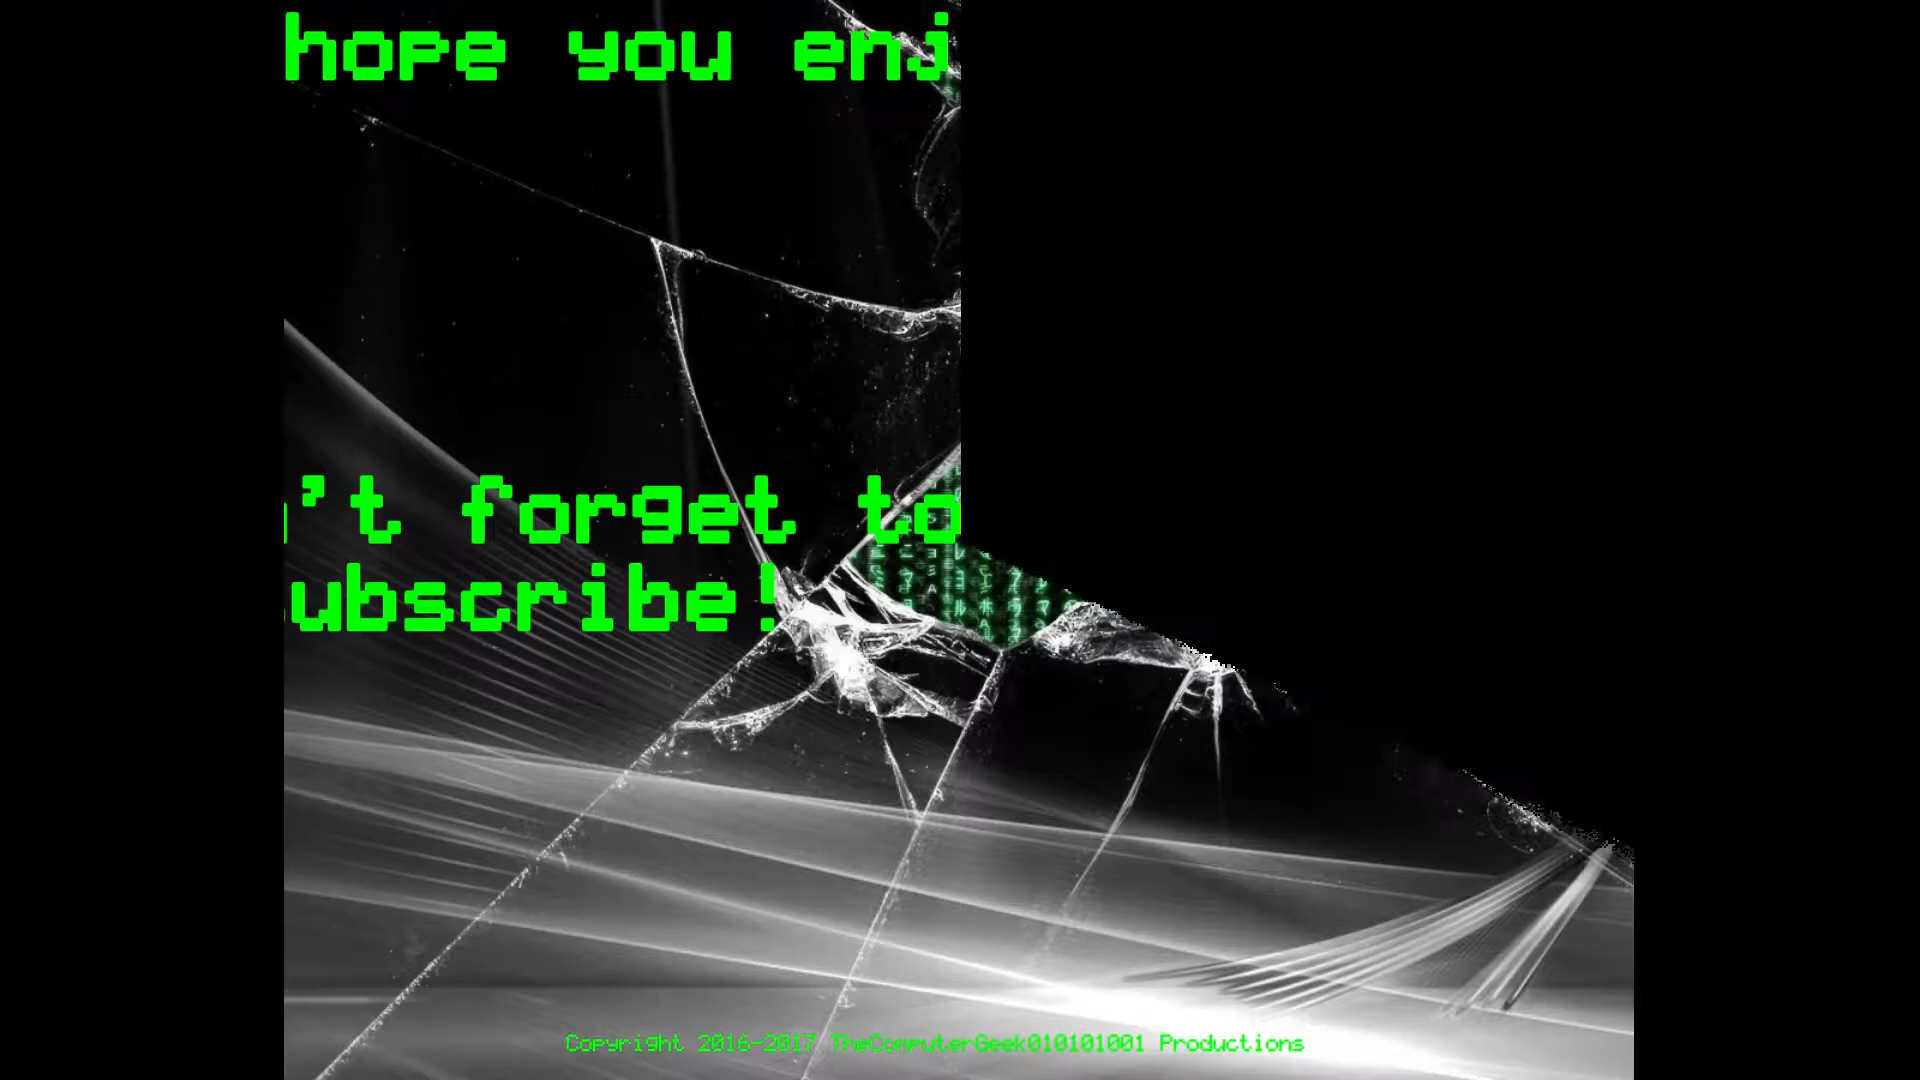 hope you enj
't forget to
ubscribe!
Copyright 2016-2017 TheComputerGeek010101001 Productions